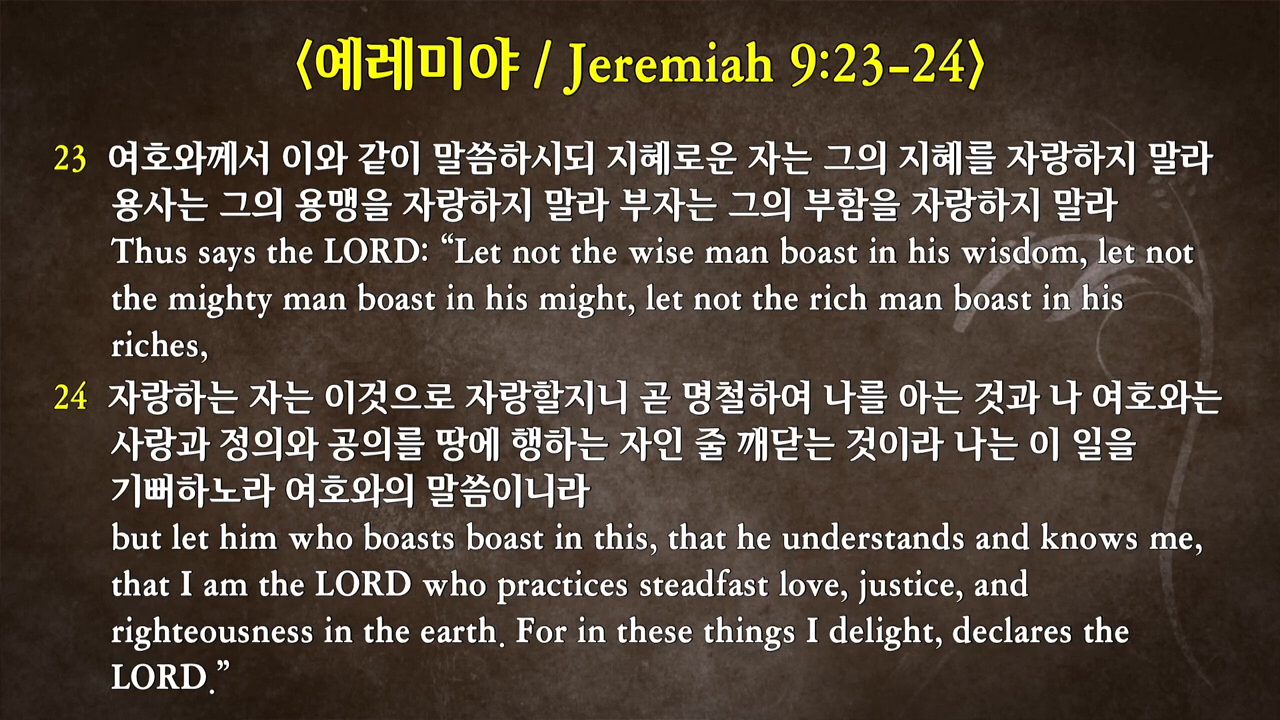 <예레미야 / Jeremiah 9:23-24>
23 여호와께서 이와 같이 말씀하시되 지혜로운 자는 그의 지혜를 자랑하지 말라
용사는 그의 용맹을 자랑하지 말라 부자는 그의 부함을 자랑하지 말라
Thus says the LORD: “Let not the wise man boast in his wisdom, let not
the mighty man boast in his might, let not the rich man boast in his
riches,
24 자랑하는 자는 이것으로 자랑할지니 곧 명철하여 나를 아는 것과 나 여호와는
사랑과 정의와 공의를 땅에 행하는 자인 줄 깨닫는 것이라 나는 이 일을
기뻐하노라 여호와의 말씀이니라
but let him who boasts boast in this, that he understands and knows me,
that I am the LORD who practices steadfast love, justice, and
righteousness in the earth. For in these things I delight, declares the
LORD.”